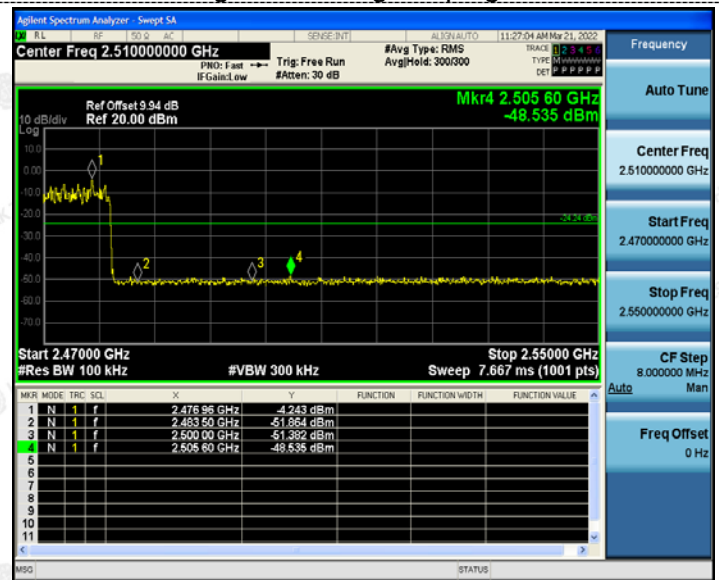 Agilent Spectrum Analyzer - Swept SA
RL RF 50 Ω AC SENSE:INT ALIGNAUTO 11:27:04 AM Mar 21, 2022
Center Freq 2.510000000 GHz #Avg Type: RMS TRACE 1 2 3 4 5 6
PNO: Fast Trig: Free Run Avg|Hold: 300/300 TYPE M WWWWW
IFGain:Low #Atten: 30 dB DET P P P P P P
Frequency
Auto Tune
Center Freq
2.510000000 GHz
Start Freq
2.470000000 GHz
Stop Freq
2.550000000 GHz
CF Step
8.000000 MHz
Auto Man
Freq Offset
0 Hz
Mkr4 2.505 60 GHz
-48.535 dBm
Ref Offset 9.94 dB
10 dB/div Ref 20.00 dBm
Log
10.0
0.00
-10.0
-20.0
-30.0
-40.0
-50.0
-60.0
-70.0
1
2
3
4
-24.24 dBm
Start 2.47000 GHz Stop 2.55000 GHz
#Res BW 100 kHz #VBW 300 kHz Sweep 7.667 ms (1001 pts)
MKR MODE TRC SCL X Y FUNCTION FUNCTION WIDTH FUNCTION VALUE
1 N 1 f 2.476 96 GHz -4.243 dBm
2 N 1 f 2.483 50 GHz -51.864 dBm
3 N 1 f 2.500 00 GHz -51.382 dBm
4 N 1 f 2.505 60 GHz -48.535 dBm
5
6
7
8
9
10
11
MSG STATUS